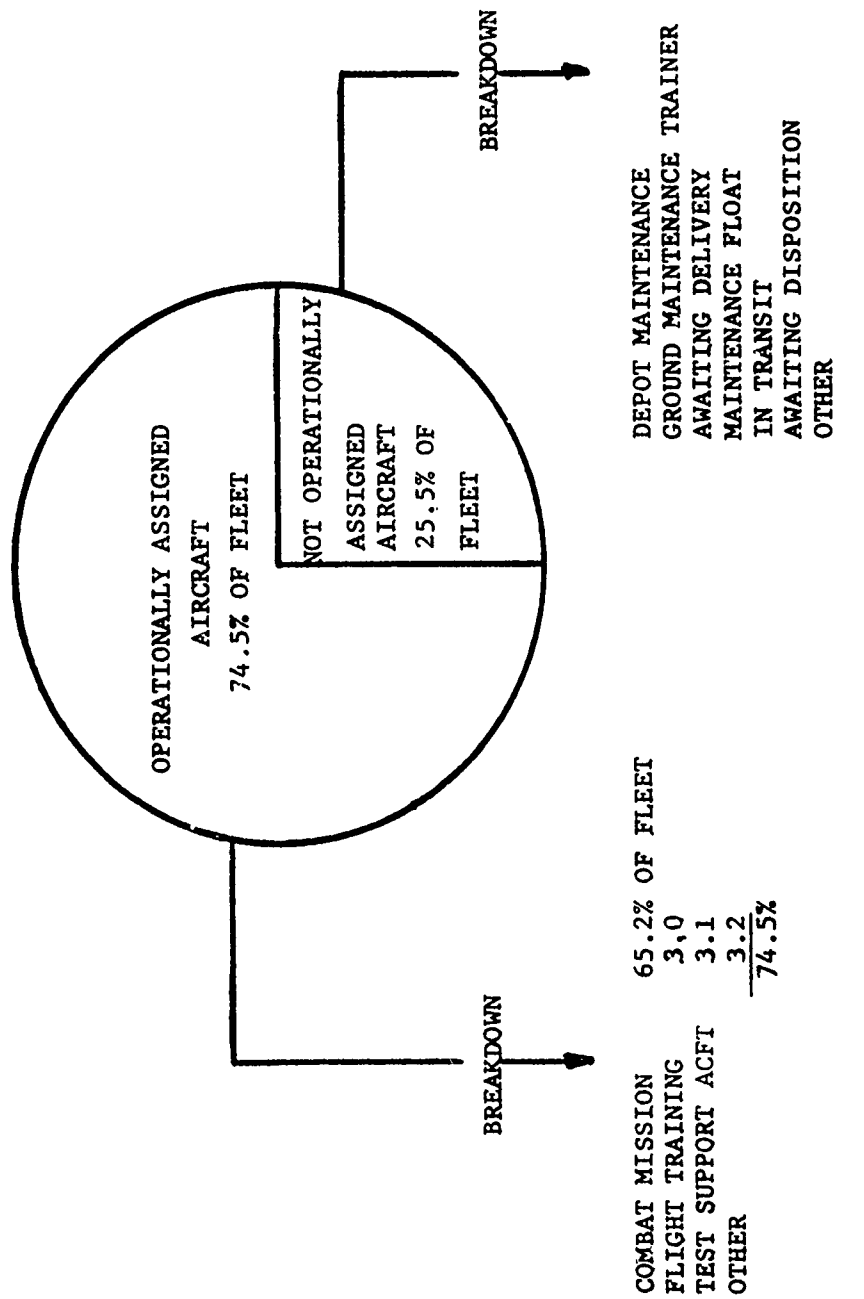 OPERATIONALLY ASSIGNED
AIRCRAFT
74.5% OF FLEET
NOT OPERATIONALLY
ASSIGNED
AIRCRAFT
25.5% OF
FLEET
BREAKDOWN
BREAKDOWN
COMBAT MISSION 65.2% OF FLEET
FLIGHT TRAINING 3,0
TEST SUPPORT ACFT 3.1
OTHER 3.2
74.5%
DEPOT MAINTENANCE
GROUND MAINTENANCE TRAINER
AWAITING DELIVERY
MAINTENANCE FLOAT
IN TRANSIT
AWAITING DISPOSITION
OTHER